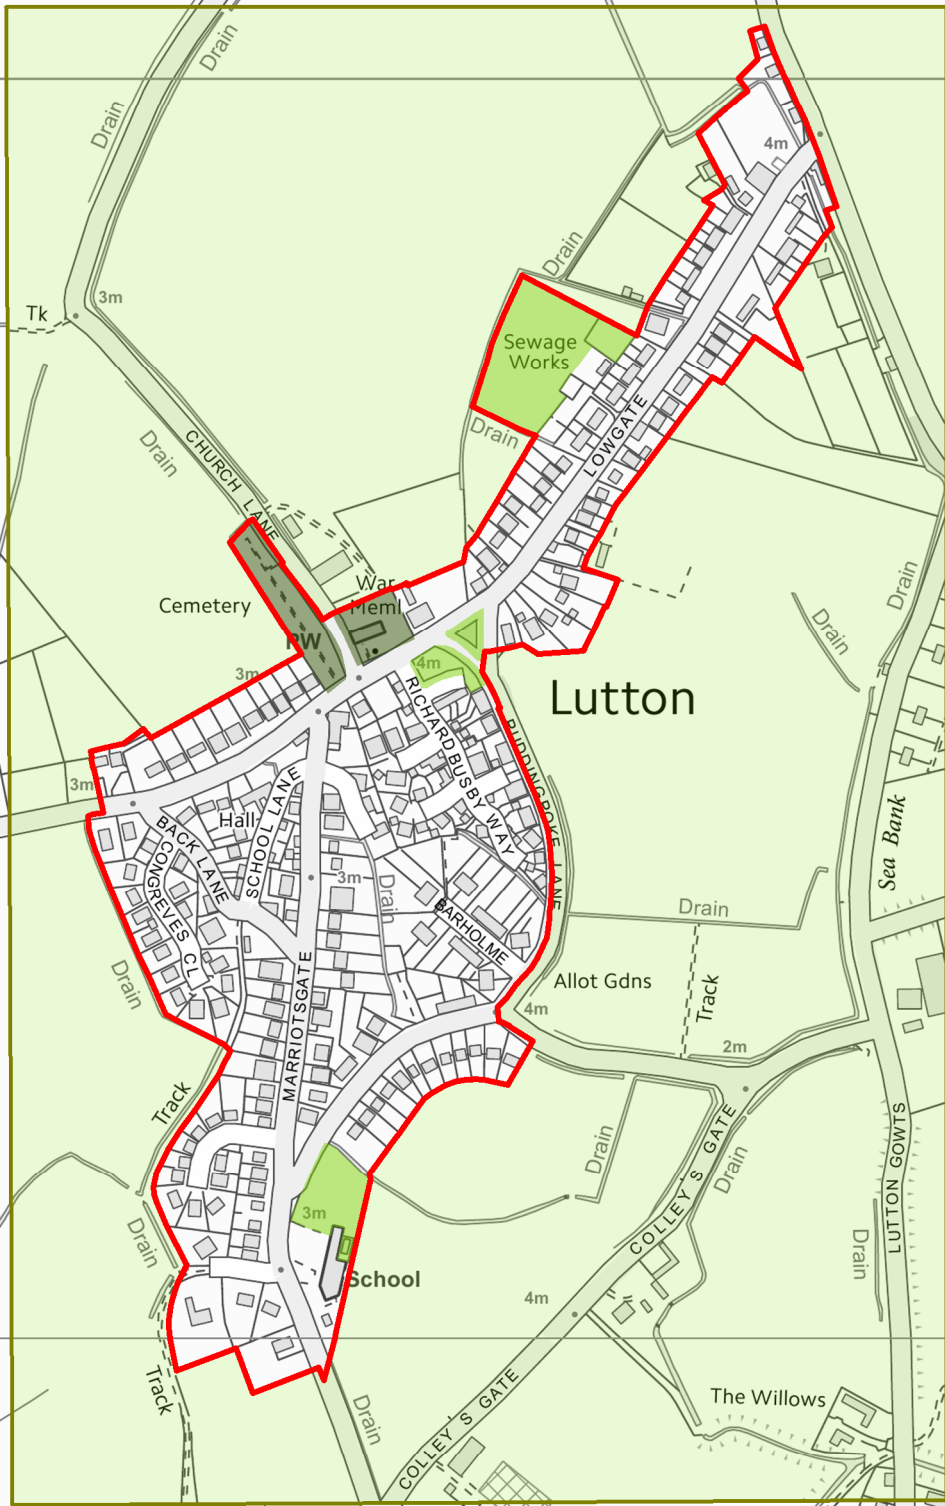 Drain
Drain
4m
Drain
Tk
3m
Sewage
Works
Drain
LOWGATE
Drain
CHURCH LANE
War
Meml
Cemetery
PW
Drain
Drain
3m
4m
Lutton
RICHARD BUSBY WAY
PUDDINGPOKE LANE
3m
Hall
SCHOOL LANE
BACK LANE
CONGREVES CL
3m
Drain
BARHOLME
Sea Bank
Drain
Drain
MARRIOTSGATE
Allot Gdns
Track
4m
2m
Track
Drain
COLLEY'S GATE
Drain
LUTTON GOWTS
3m
Drain
Drain
School
4m
Track
Drain
COLLEY'S GATE
The Willows